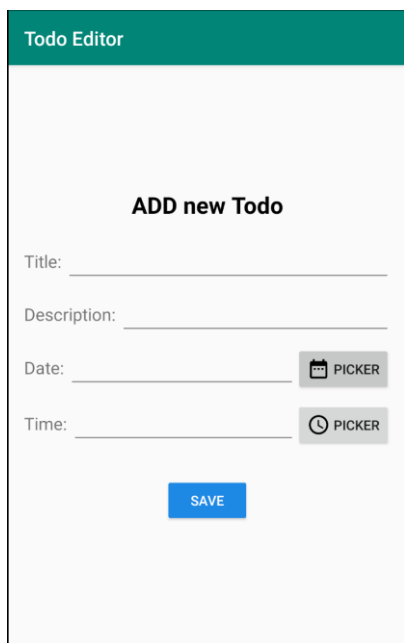 Todo Editor
ADD new Todo
Title:
Description:
Date: PICKER
Time: PICKER
SAVE